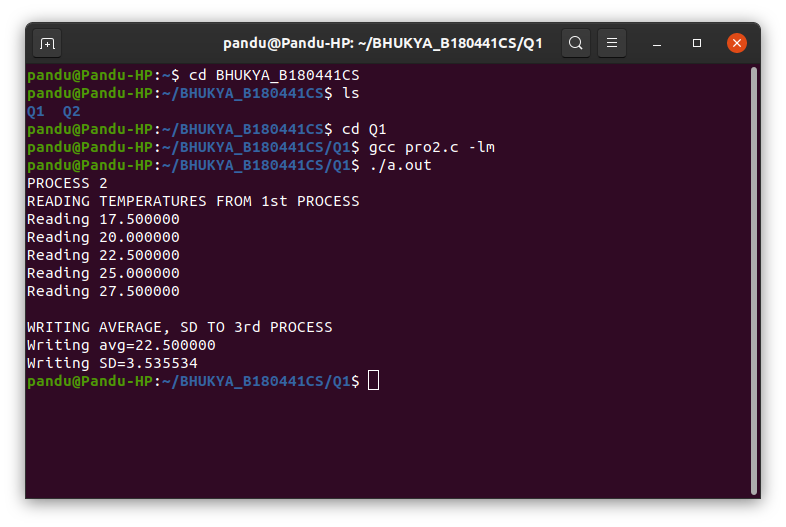 pandu@Pandu-HP: ~/BHUKYA_B180441CS/Q1
pandu@Pandu-HP:~$ cd BHUKYA_B180441CS
pandu@Pandu-HP:~/BHUKYA_B180441CS$ ls
Q1  Q2
pandu@Pandu-HP:~/BHUKYA_B180441CS$ cd Q1
pandu@Pandu-HP:~/BHUKYA_B180441CS/Q1$ gcc pro2.c -lm
pandu@Pandu-HP:~/BHUKYA_B180441CS/Q1$ ./a.out
PROCESS 2
READING TEMPERATURES FROM 1st PROCESS
Reading 17.500000
Reading 20.000000
Reading 22.500000
Reading 25.000000
Reading 27.500000
WRITING AVERAGE, SD TO 3rd PROCESS
Writing avg=22.500000
Writing SD=3.535534
pandu@Pandu-HP:~/BHUKYA_B180441CS/Q1$